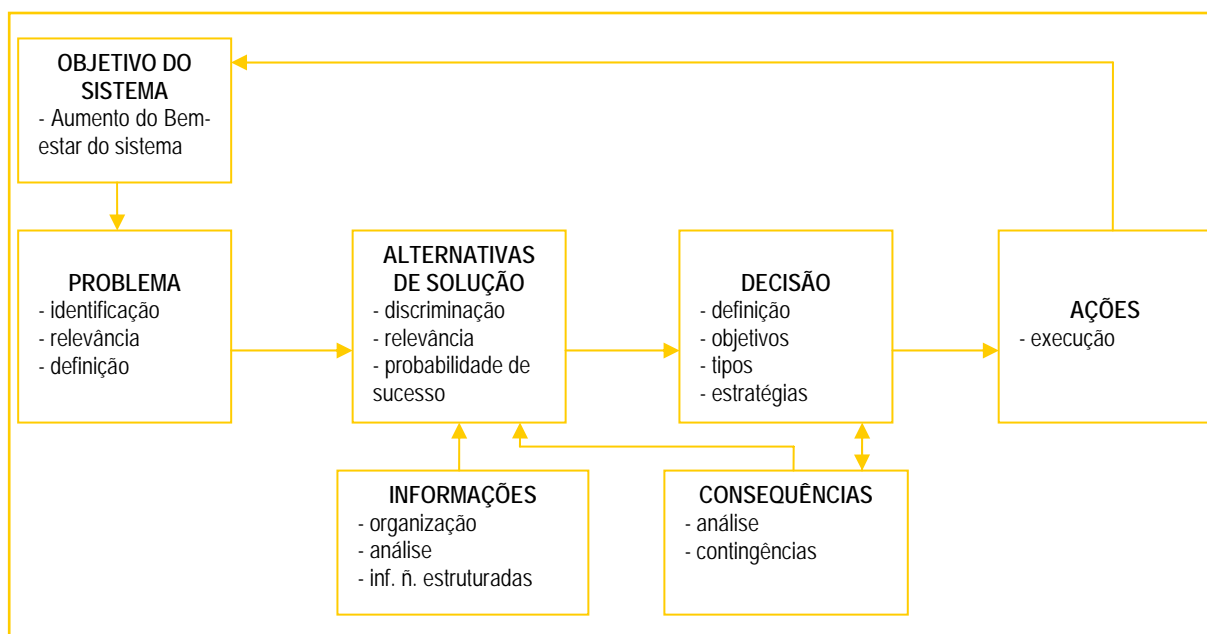 OBJETIVO DO
SISTEMA
- Aumento do Bem-
estar do sistema
PROBLEMA
- identificação
- relevância
- definição
ALTERNATIVAS
DE SOLUÇÃO
- discriminação
- relevância
- probabilidade de
sucesso
DECISÃO
- definição
- objetivos
- tipos
- estratégias
AÇÕES
- execução
INFORMAÇÕES
- organização
- análise
- inf. ñ. estruturadas
CONSEQUÊNCIAS
- análise
- contingências